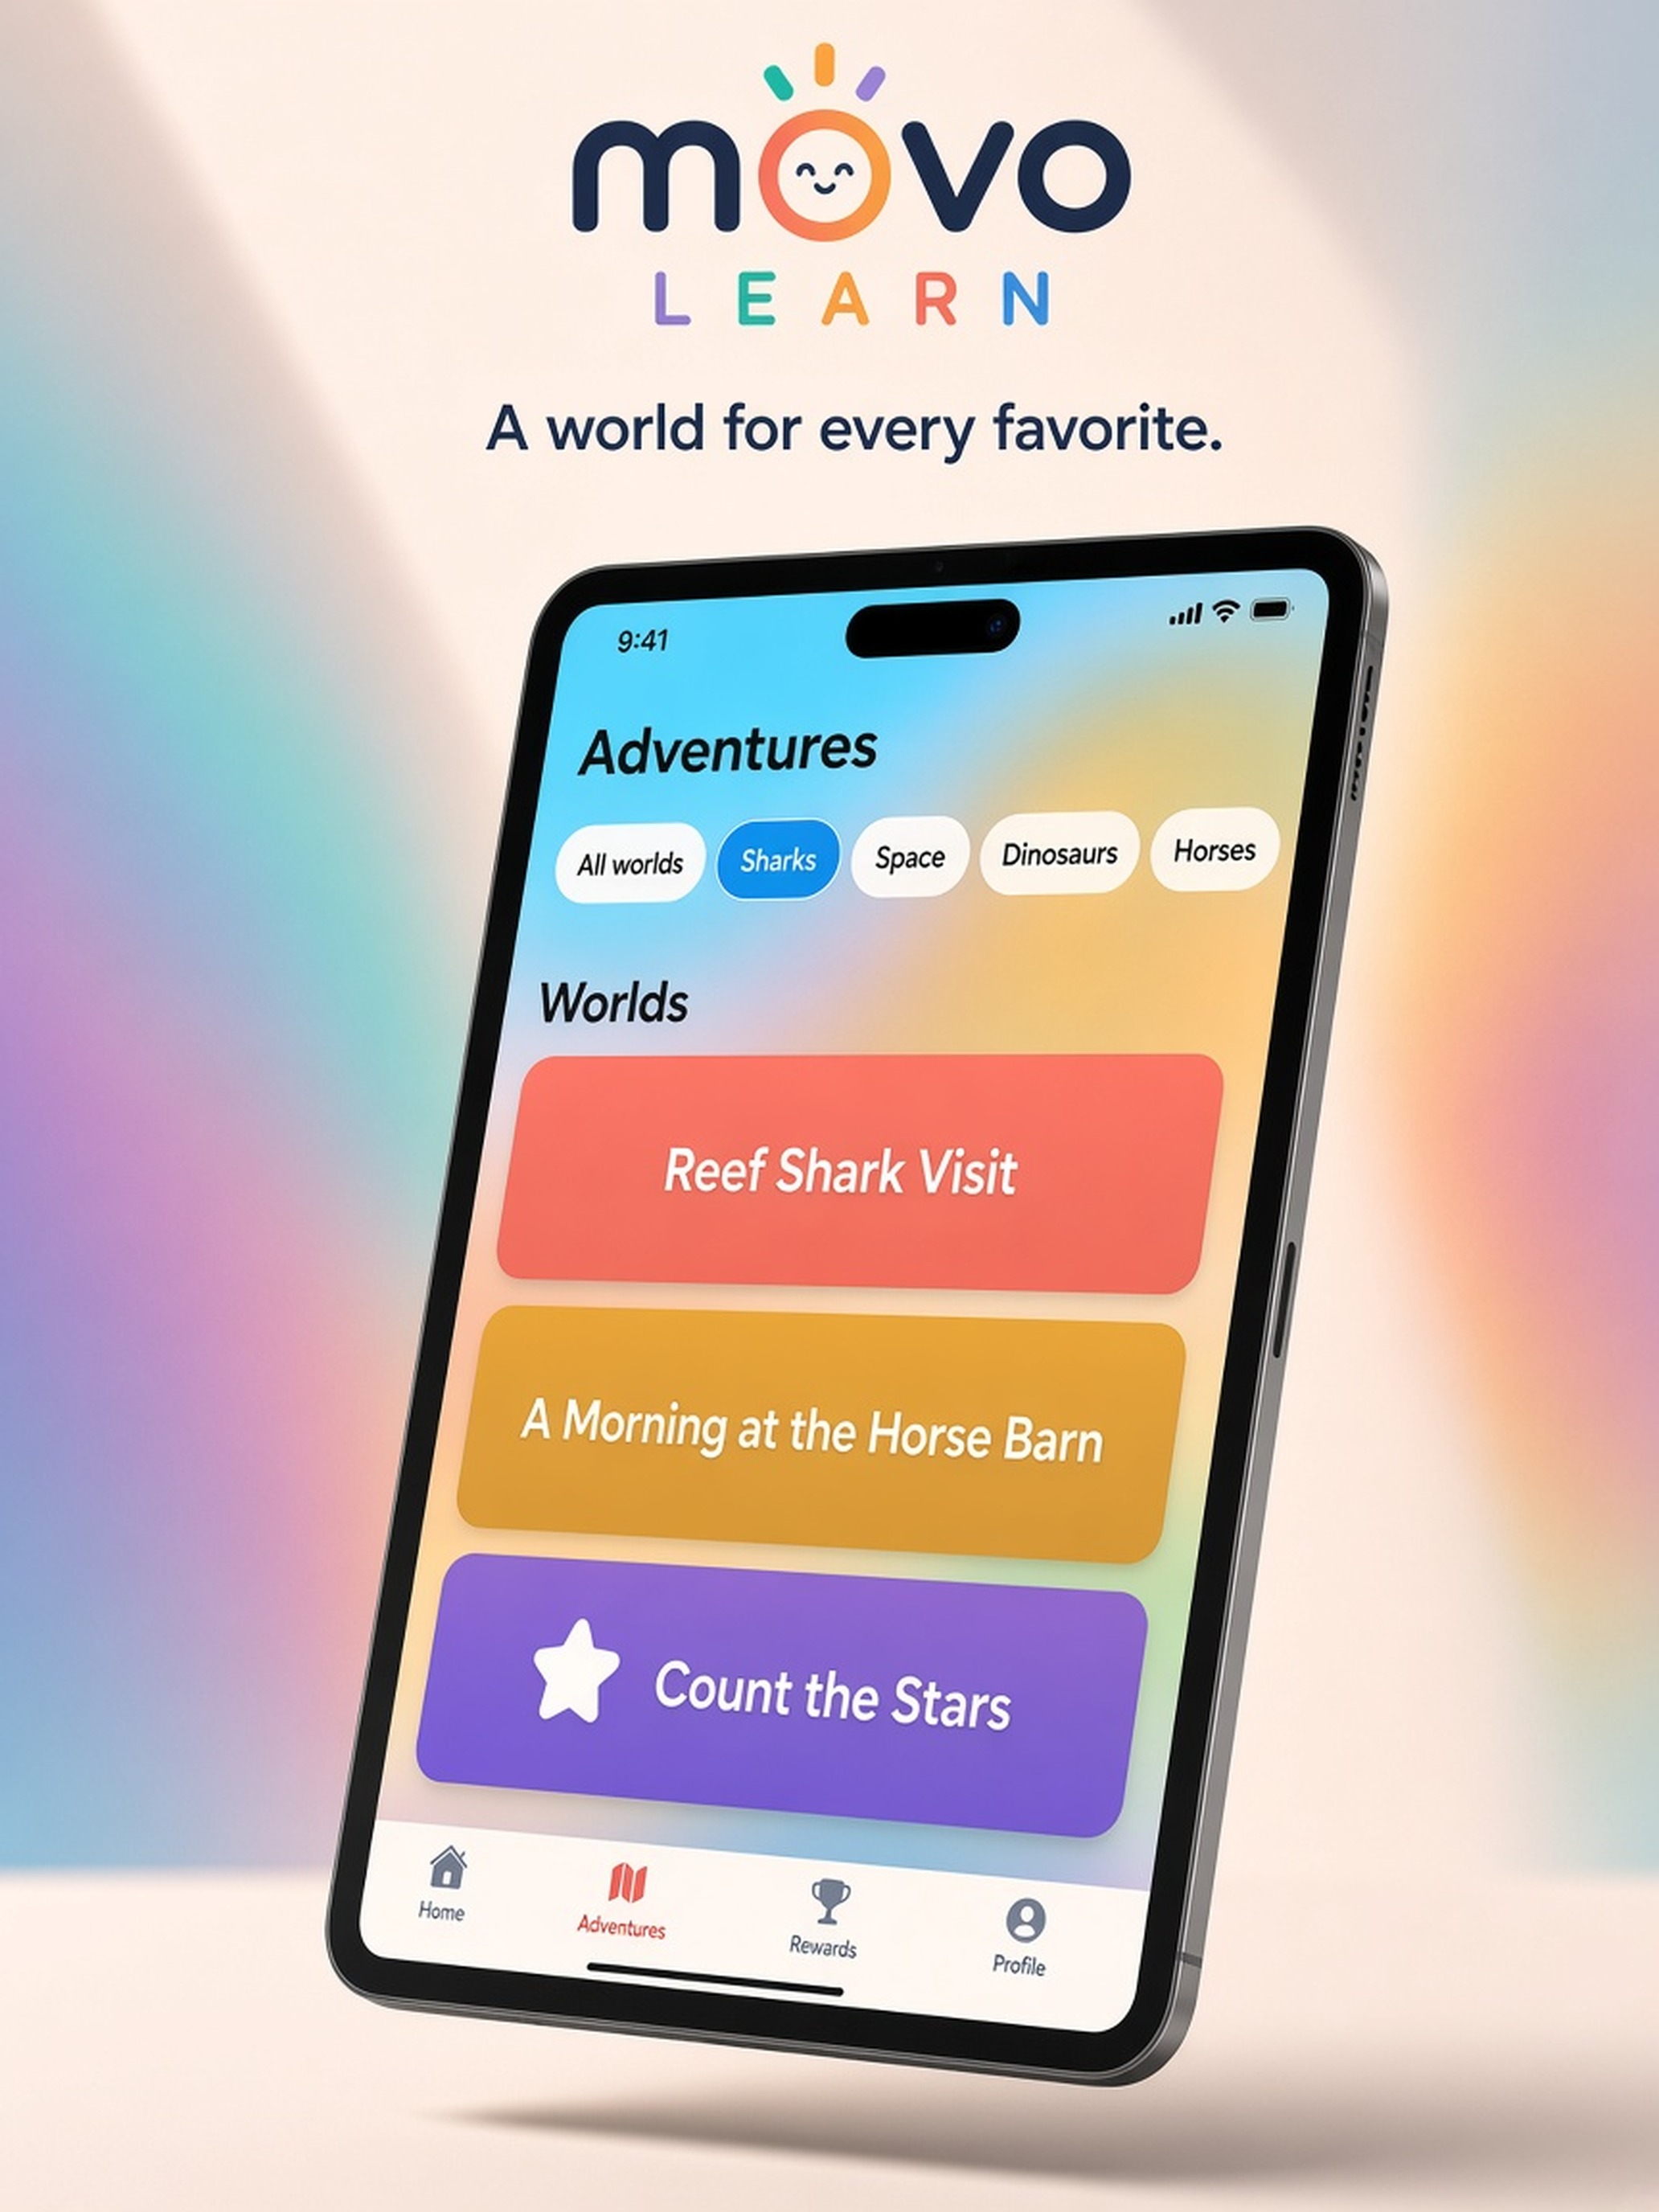 movo
LEARN
A world for every favorite.
9:41
Adventures
All worlds
Sharks
Space
Dinosaurs
Horses
Worlds
Reef Shark Visit
A Morning at the Horse Barn
Count the Stars
Home
Adventures
Rewards
Profile